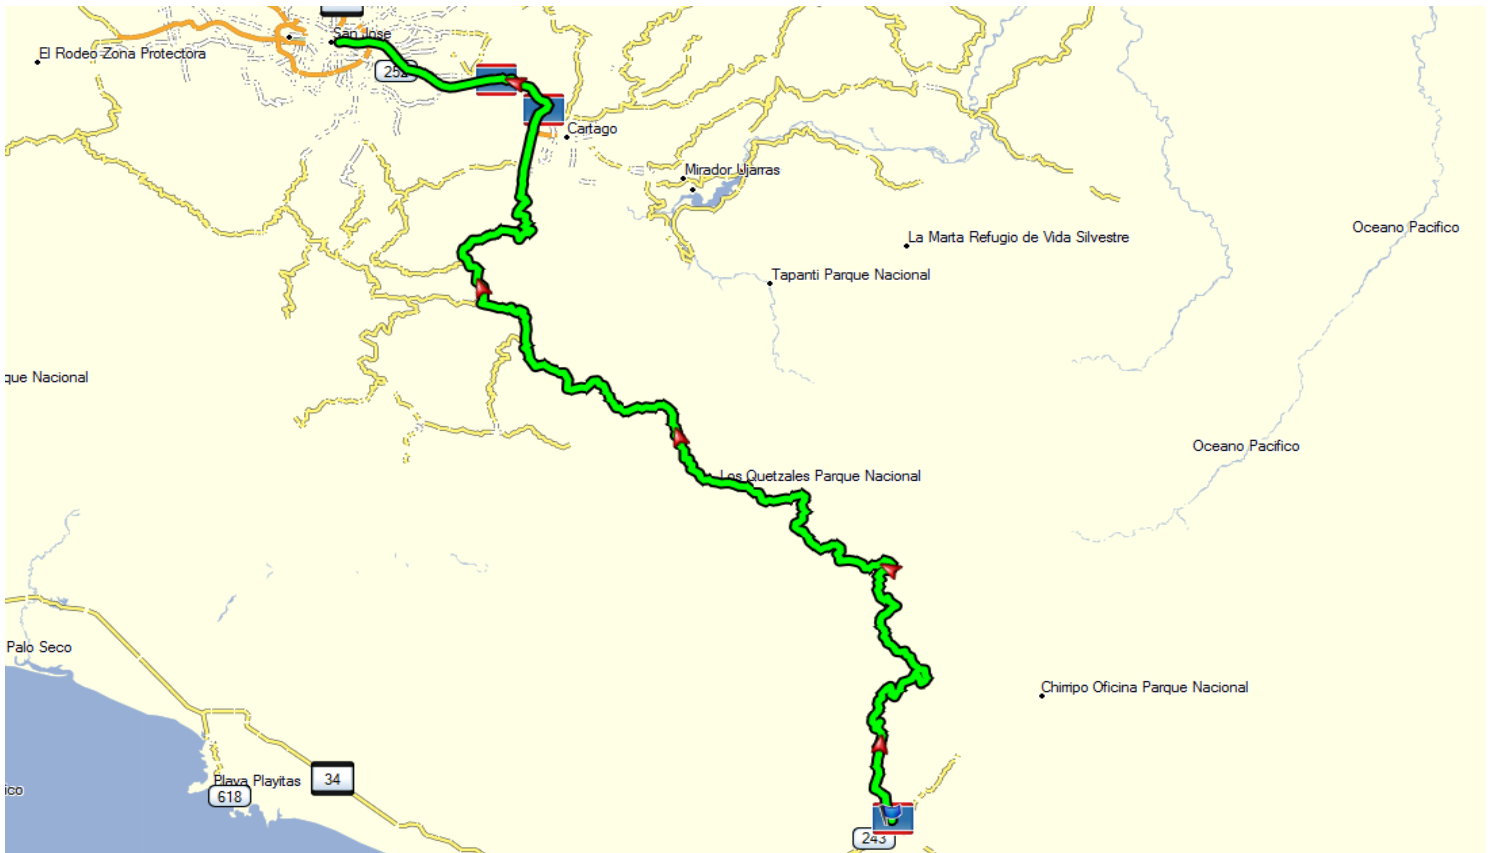 San Jose
El Rodeo Zona Protectora
252
Cartago
Mirador Ujarras
Oceano Pacifico
La Marta Refugio de Vida Silvestre
Tapanti Parque Nacional
que Nacional
Oceano Pacifico
Los Quetzales Parque Nacional
Palo Seco
Chirripo Oficina Parque Nacional
34
Playa Playitas
ico
618
243